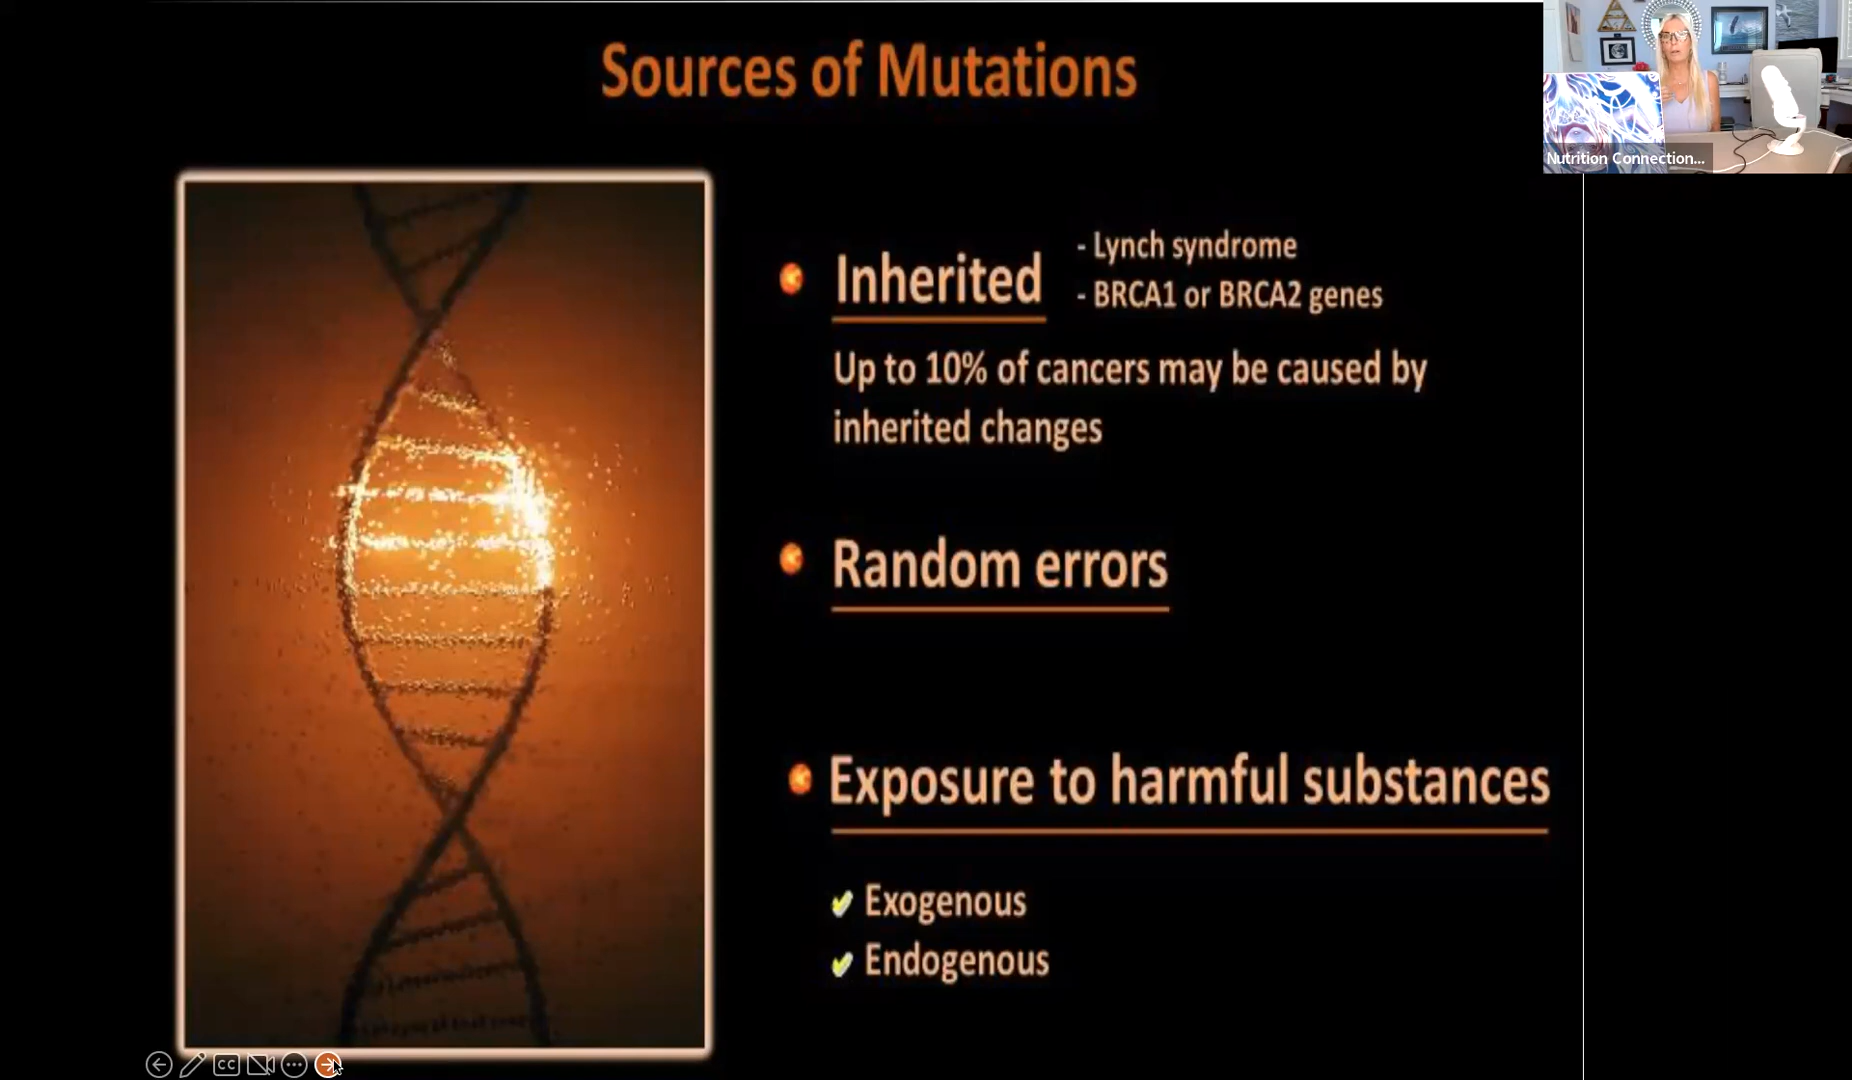 Sources of Mutations
Nutrition Connection...
Inherited
- Lynch syndrome
- BRCA1 or BRCA2 genes
Up to 10% of cancers may be caused by
inherited changes
Random errors
Exposure to harmful substances
Exogenous
Endogenous
CC